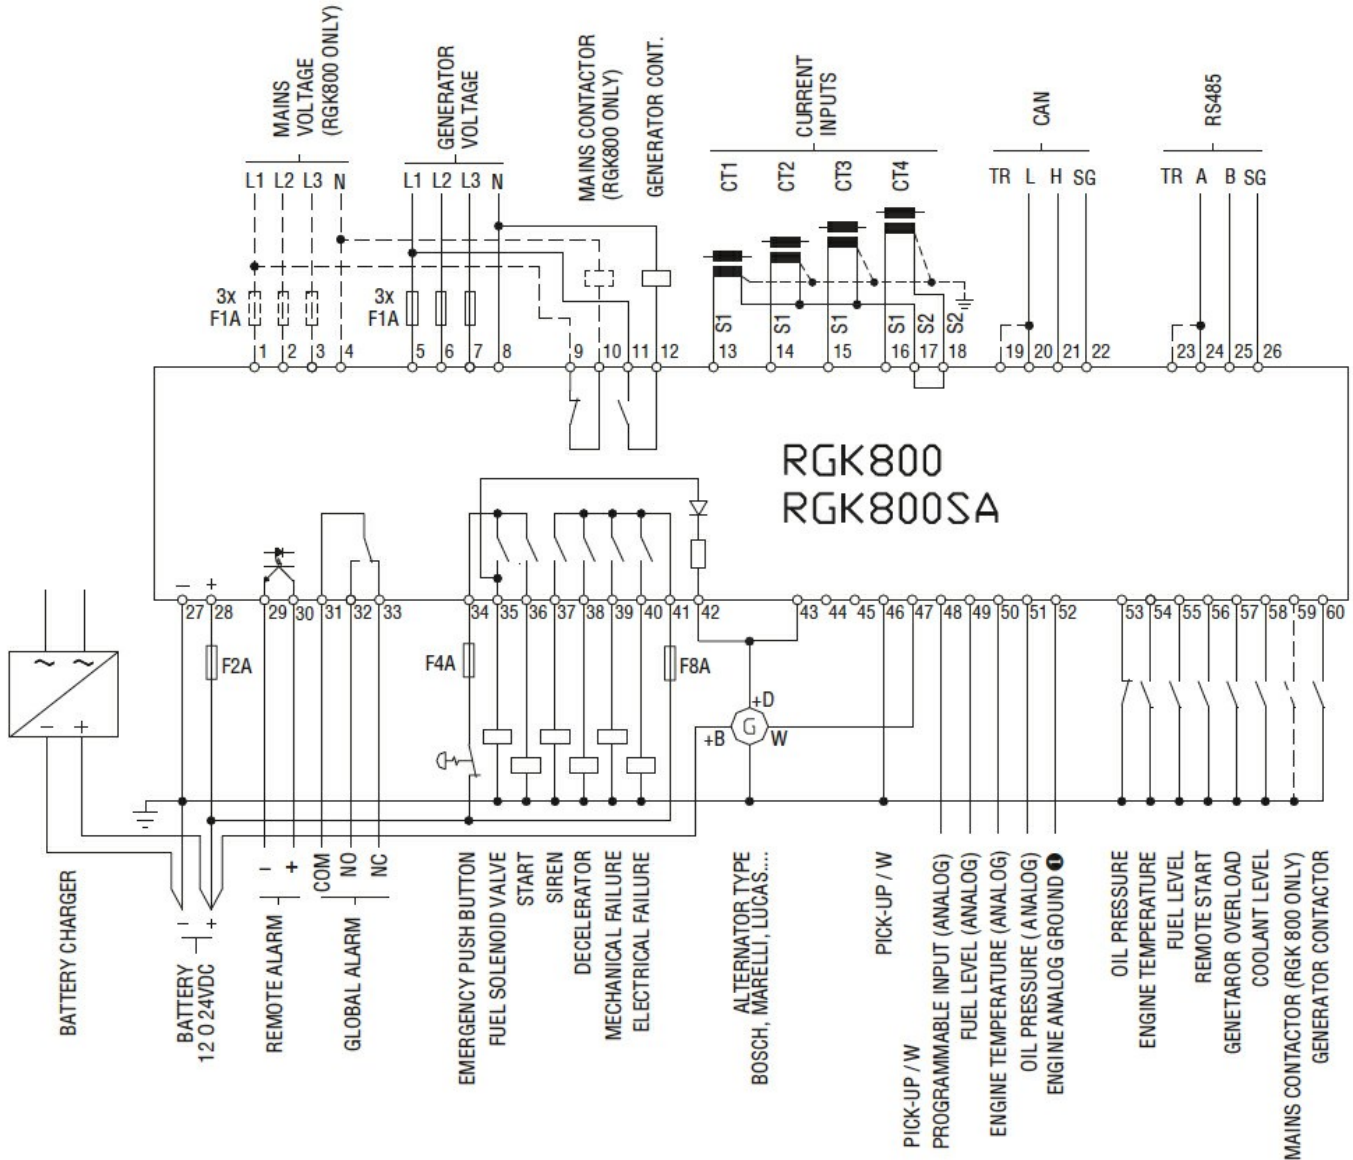 MAINS
VOLTAGE
(RGK800 ONLY)
GENERATOR
VOLTAGE
MAINS CONTACTOR
(RGK800 ONLY)
GENERATOR CONT.
CURRENT
INPUTS
CAN
RS485
L1 L2 L3 N
L1 L2 L3 N
CT1 CT2 CT3 CT4
TR L H SG
TR A B SG
3x
F1A
3x
F1A
S1 S1 S1 S1 S2 S2
1 2 3 4 5 6 7 8 9 10 11 12 13 14 15 16 17 18 19 20 21 22 23 24 25 26
RGK800
RGK800SA
− +
27 28 29 30 31 32 33 34 35 36 37 38 39 40 41 42 43 44 45 46 47 48 49 50 51 52 53 54 55 56 57 58 59 60
~ ~
− +
F2A
F4A
F8A
+D
+B
G
W
− +
COM
NO
NC
− +
BATTERY CHARGER
BATTERY
12 O 24VDC
REMOTE ALARM
GLOBAL ALARM
EMERGENCY PUSH BUTTON
FUEL SOLENOID VALVE
START
SIREN
DECELERATOR
MECHANICAL FAILURE
ELECTRICAL FAILURE
ALTERNATOR TYPE
BOSCH, MARELLI, LUCAS....
PICK-UP / W
PICK-UP / W
PROGRAMMABLE INPUT (ANALOG)
FUEL LEVEL (ANALOG)
ENGINE TEMPERATURE (ANALOG)
OIL PRESSURE (ANALOG)
ENGINE ANALOG GROUND ❶
OIL PRESSURE
ENGINE TEMPERATURE
FUEL LEVEL
REMOTE START
GENETAROR OVERLOAD
COOLANT LEVEL
MAINS CONTACTOR (RGK 800 ONLY)
GENERATOR CONTACTOR